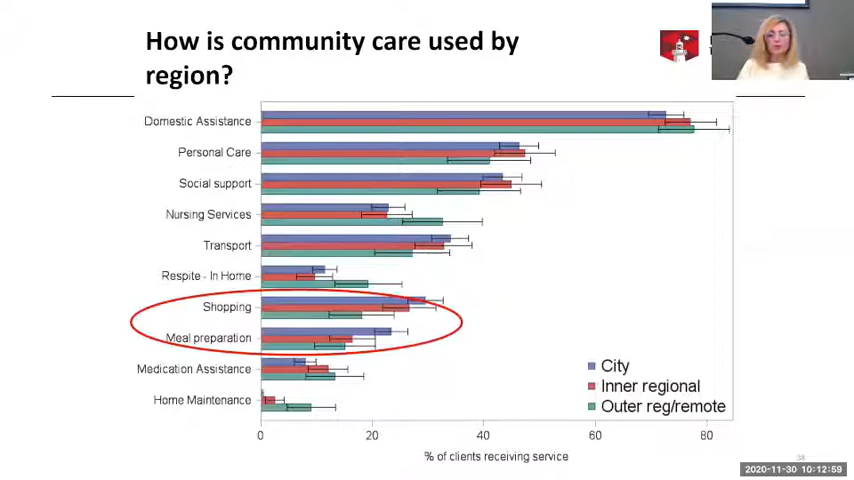 How is community care used by
region?
Domestic Assistance
Personal Care
Social support
Nursing Services
Transport
Respite - In Home
Shopping
Meal preparation
Medication Assistance
Home Maintenance
City
Inner regional
Outer reg/remote
0 20 40 60 80
% of clients receiving service
38
2020-11-30 10:12:59